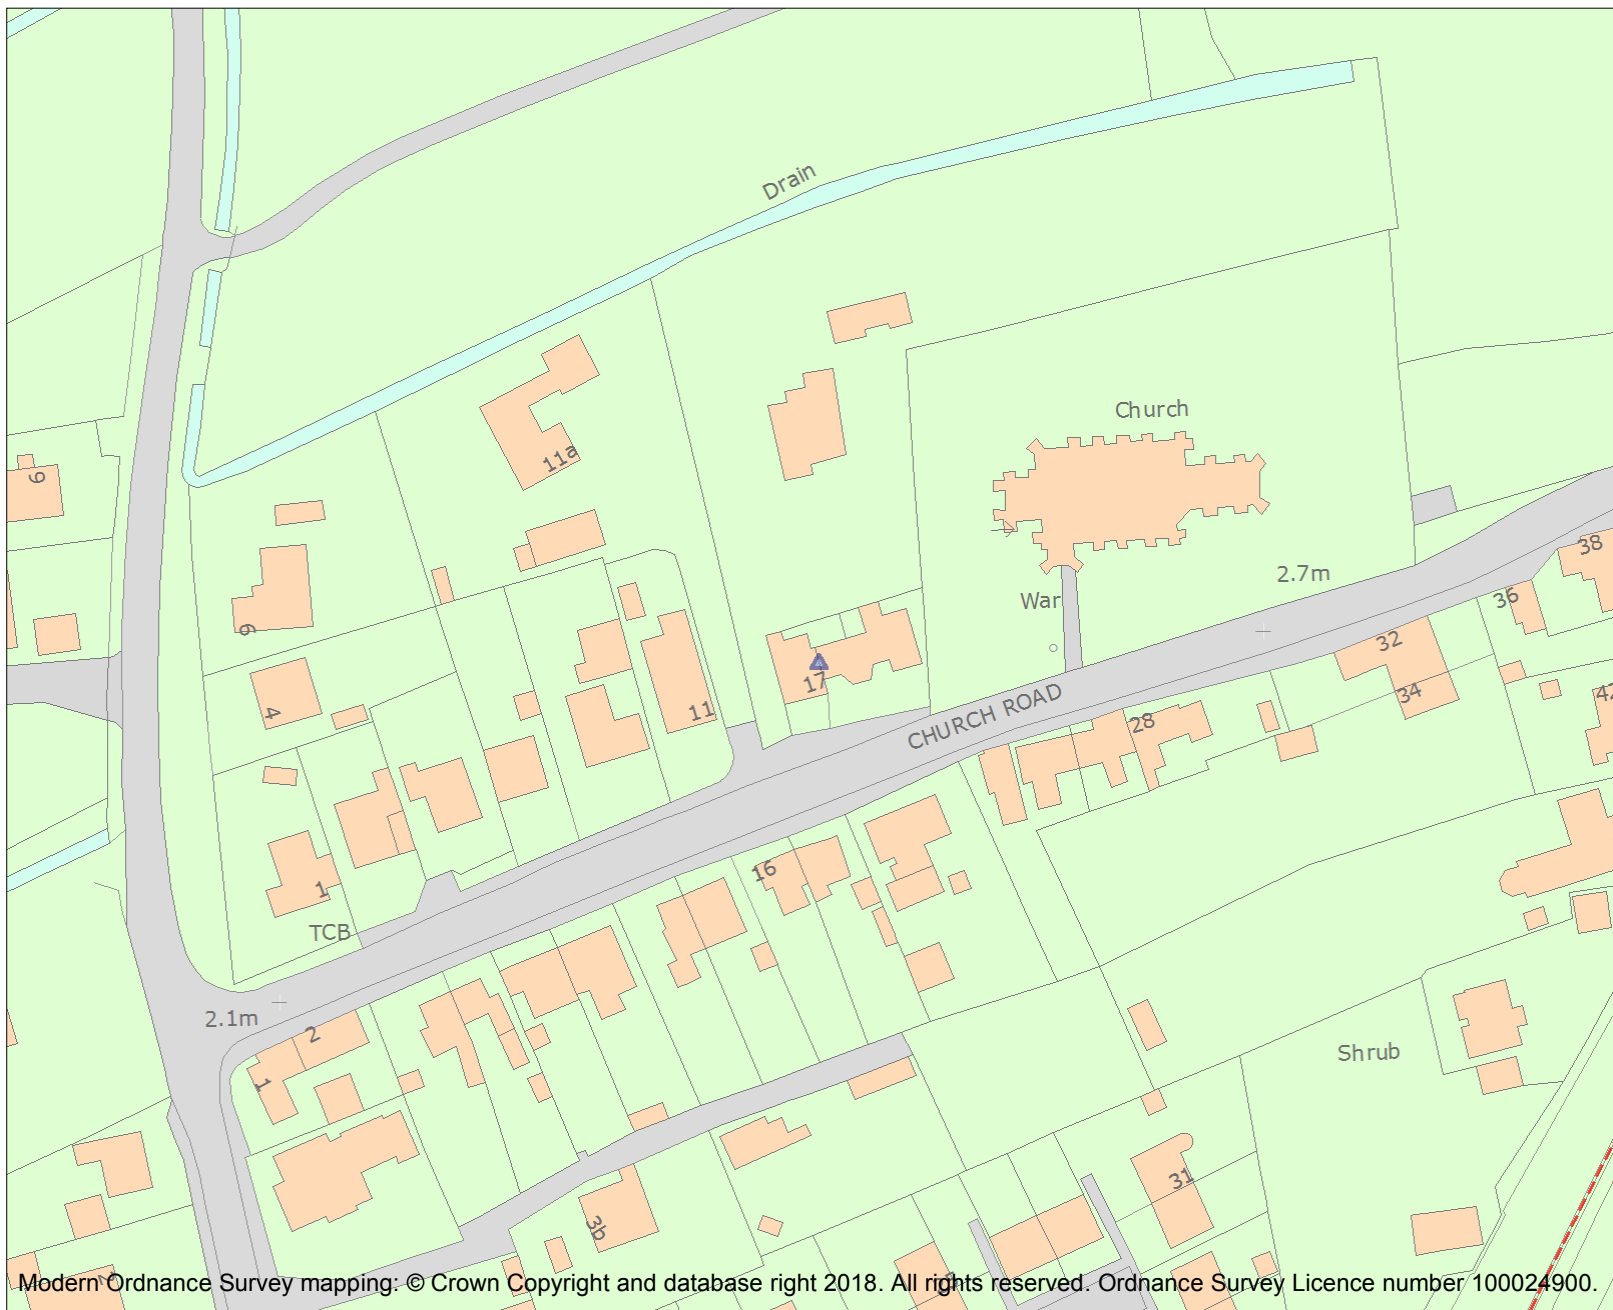 Drain
Church
11a
9
2.7m
38
36
War
6
32
17
34
42
4
11
CHURCH ROAD
28
16
1
TCB
2.1m
2
1
Shrub
31
3b
Modern Ordnance Survey mapping: © Crown Copyright and database right 2018. All rights reserved. Ordnance Survey Licence number 100024900.